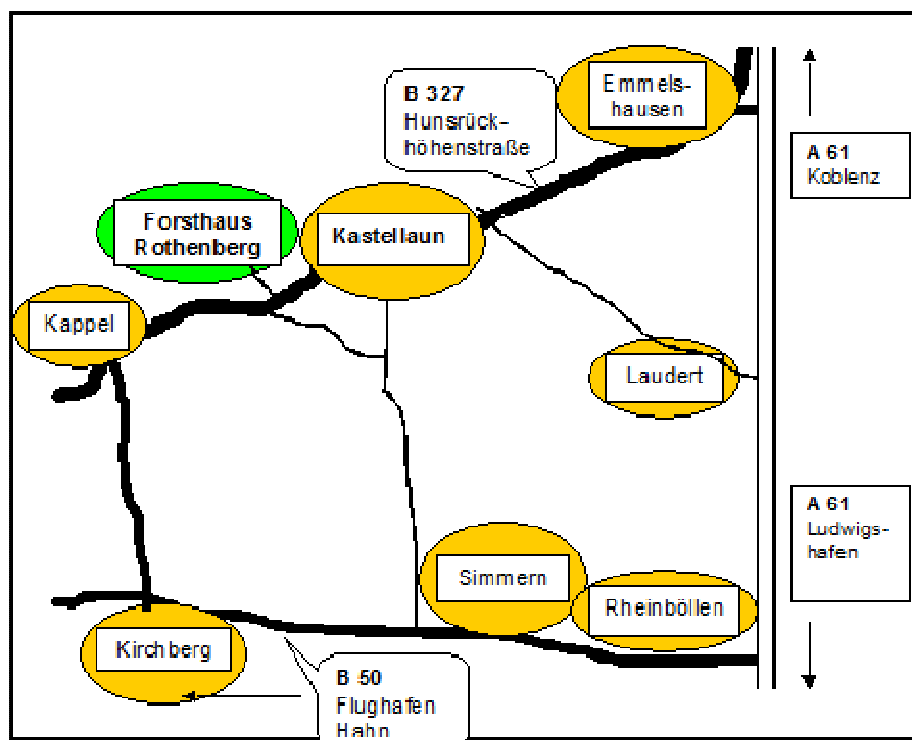 Emmels-
hausen
B 327
Hunsrück-
höhenstraße
A 61
Koblenz
Forsthaus
Rothenberg
Kastellaun
Kappel
Laudert
A 61
Ludwigs-
hafen
Simmern
Rheinböllen
Kirchberg
B 50
Flughafen
Hahn